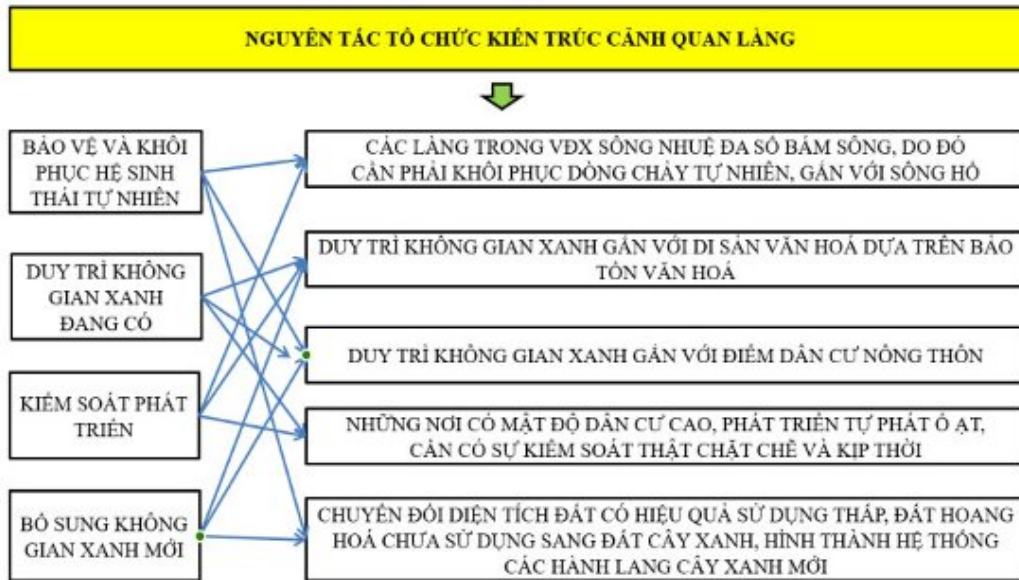 NGUYÊN TẮC TỔ CHỨC KIẾN TRÚC CẢNH QUAN LÀNG
BẢO VỆ VÀ KHÔI
PHỤC HỆ SINH
THÁI TỰ NHIÊN
DUY TRÌ KHÔNG
GIAN XANH
ĐANG CÓ
KIỂM SOÁT PHÁT
TRIỂN
BỔ SUNG KHÔNG
GIAN XANH MỚI
CÁC LÀNG TRONG VĐX SÔNG NHUỆ ĐA SỐ BÁM SÔNG, DO ĐÓ
CẦN PHẢI KHÔI PHỤC DÒNG CHẢY TỰ NHIÊN, GẮN VỚI SÔNG HỒ
DUY TRÌ KHÔNG GIAN XANH GẮN VỚI DI SẢN VĂN HOÁ DỰA TRÊN BẢO
TỒN VĂN HOÁ
DUY TRÌ KHÔNG GIAN XANH GẮN VỚI ĐIỂM DÂN CƯ NÔNG THÔN
NHỮNG NƠI CÓ MẬT ĐỘ DÂN CƯ CAO, PHÁT TRIỂN TỰ PHÁT Ồ ẠT,
CẦN CÓ SỰ KIỂM SOÁT THẬT CHẶT CHẼ VÀ KỊP THỜI
CHUYỂN ĐỔI DIỆN TÍCH ĐẤT CÓ HIỆU QUẢ SỬ DỤNG THẤP, ĐẤT HOANG
HOÁ CHƯA SỬ DỤNG SANG ĐẤT CÂY XANH, HÌNH THÀNH HỆ THỐNG
CÁC HÀNH LANG CÂY XANH MỚI